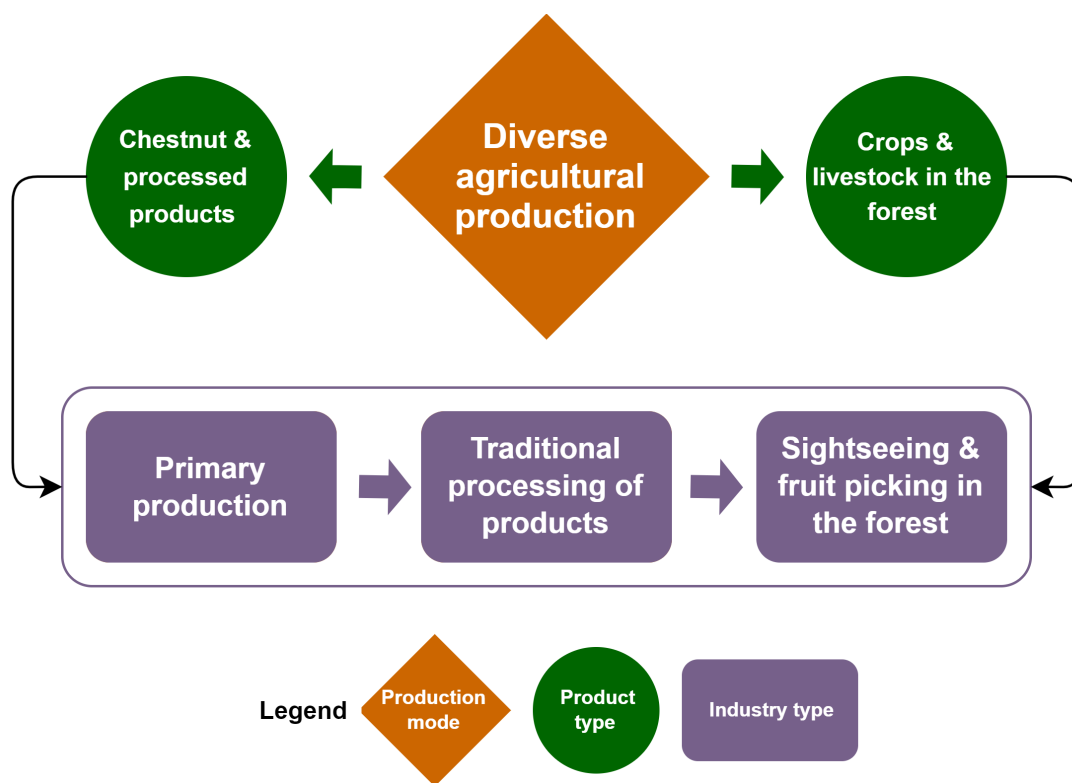 Chestnut &
processed
products
Diverse
agricultural
production
Crops &
livestock in the
forest
Primary
production
Traditional
processing of
products
Sightseeing &
fruit picking in
the forest
Legend
Production
mode
Product
type
Industry type